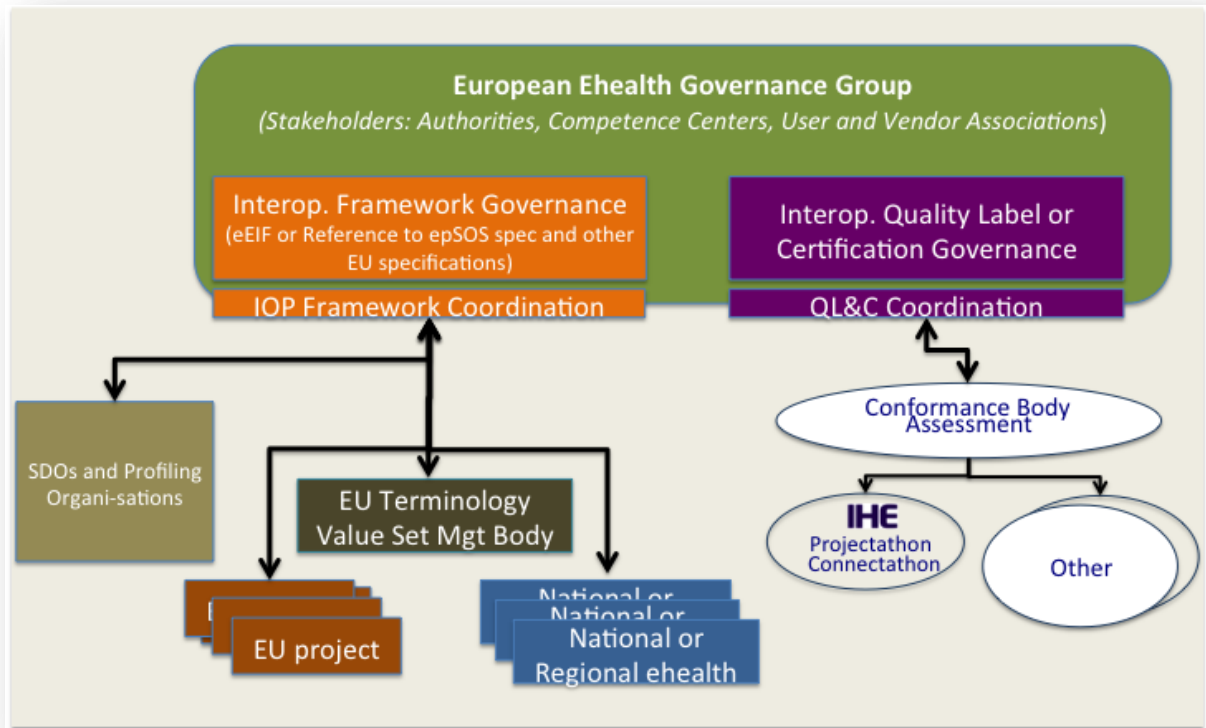 European Ehealth Governance Group
(Stakeholders: Authorities, Competence Centers, User and Vendor Associations)
Interop. Framework Governance
(eEIF or Reference to epSOS spec and other
EU specifications)
IOP Framework Coordination
Interop. Quality Label or
Certification Governance
QL&C Coordination
SDOs and Profiling
Organi-sations
EU Terminology
Value Set Mgt Body
E
EU project
National or
National or
National or
Regional ehealth
Conformance Body
Assessment
IHE
Projectathon
Connectathon
Other